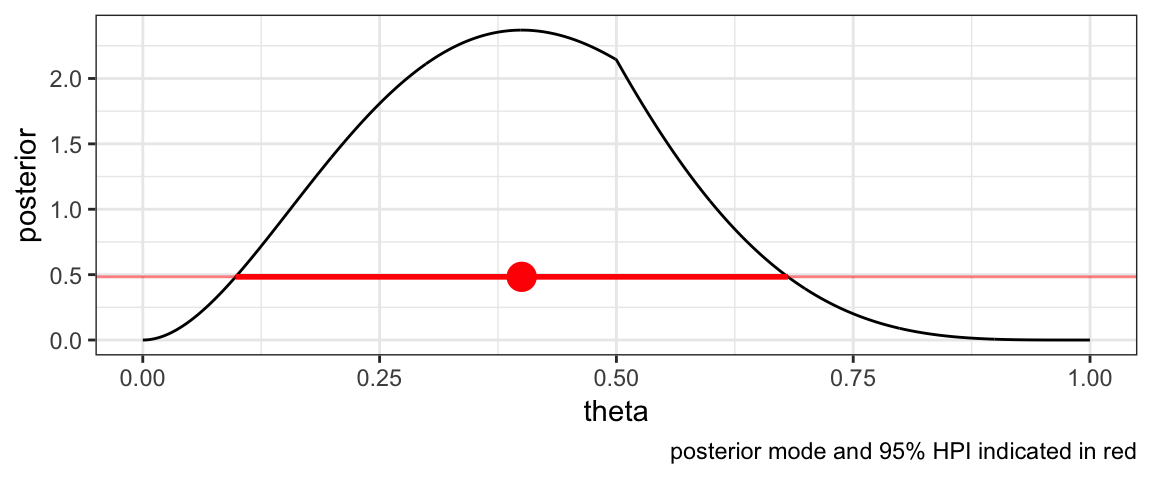 posterior
2.0
1.5
1.0
0.5
0.0
0.00 0.25 0.50 0.75 1.00
theta
posterior mode and 95% HPI indicated in red